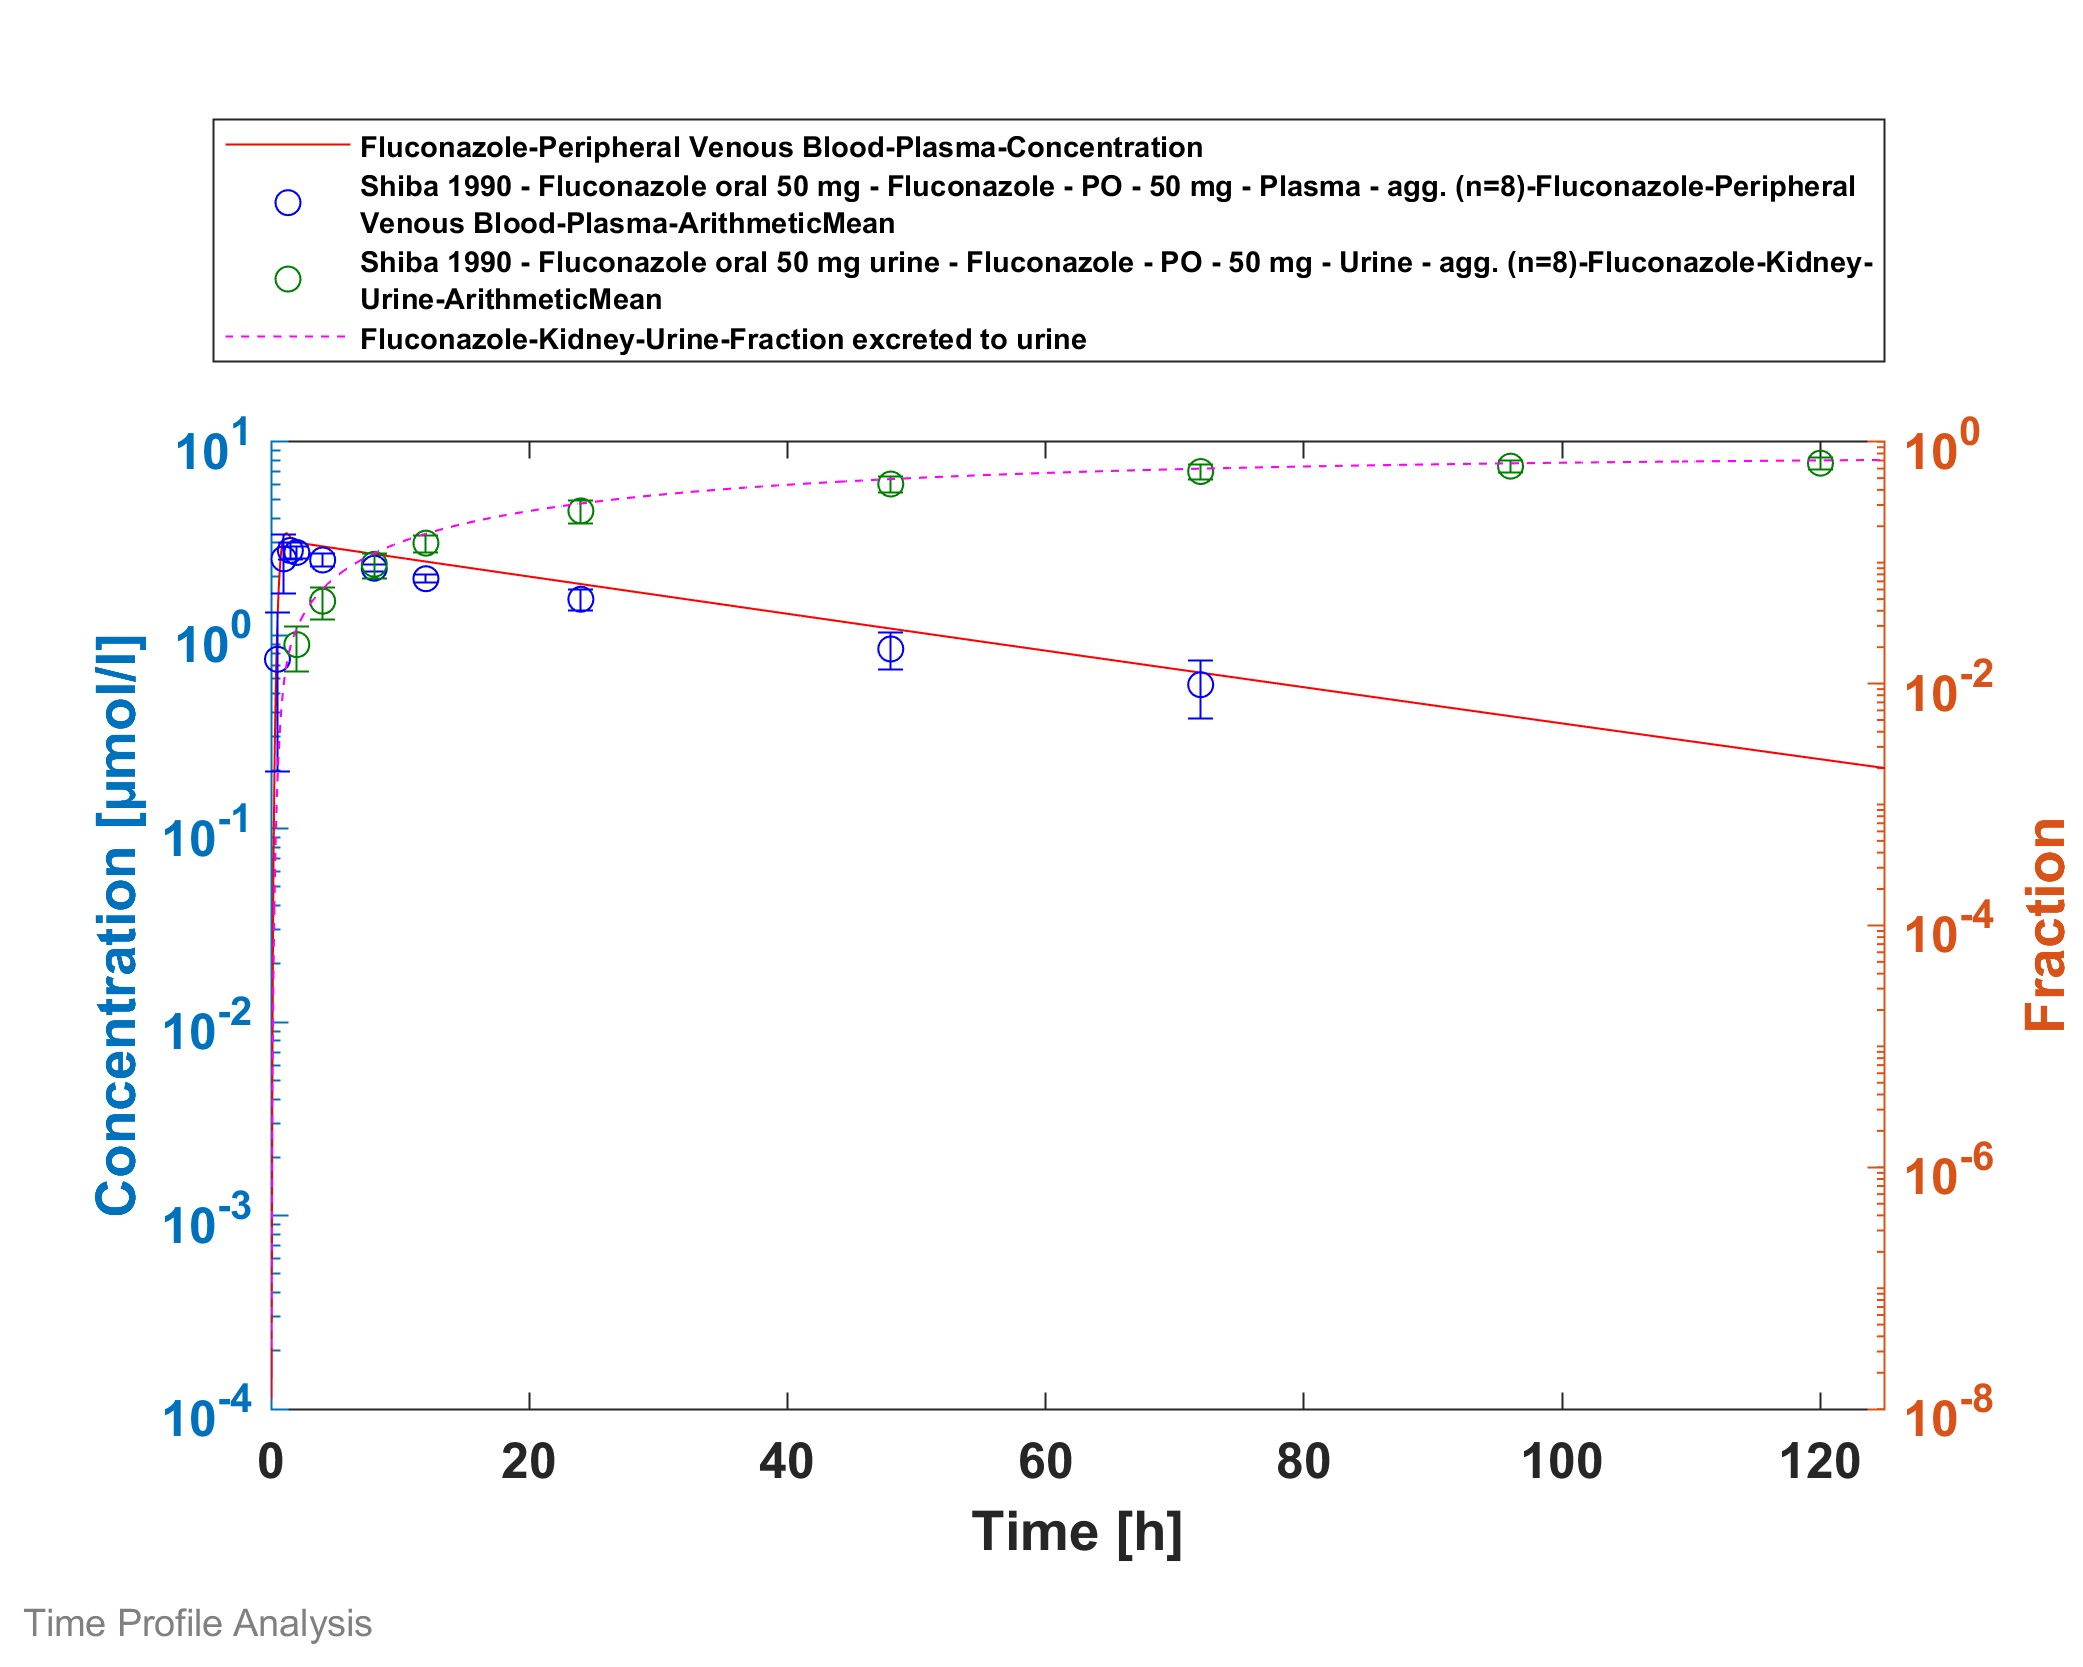 Fluconazole-Peripheral Venous Blood-Plasma-Concentration
Shiba 1990 - Fluconazole oral 50 mg - Fluconazole - PO - 50 mg - Plasma - agg. (n=8)-Fluconazole-Peripheral
Venous Blood-Plasma-ArithmeticMean
Shiba 1990 - Fluconazole oral 50 mg urine - Fluconazole - PO - 50 mg - Urine - agg. (n=8)-Fluconazole-Kidney-
Urine-ArithmeticMean
Fluconazole-Kidney-Urine-Fraction excreted to urine
Concentration [µmol/l]
10^1
10^0
10^-1
10^-2
10^-3
10^-4
10^0
10^-2
10^-4
10^-6
10^-8
Fraction
0 20 40 60 80 100 120
Time [h]
Time Profile Analysis